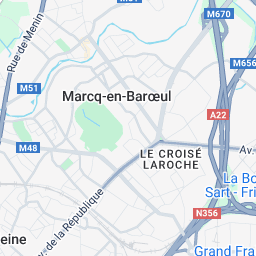 M670
Rue de Menin
M656
M51
Marcq-en-Barœul
A22
M48
LE CROISÉ
LAROCHE
Av.
La Bo
Sart - Fri
N356
v. de la République
eine
Grand Fra